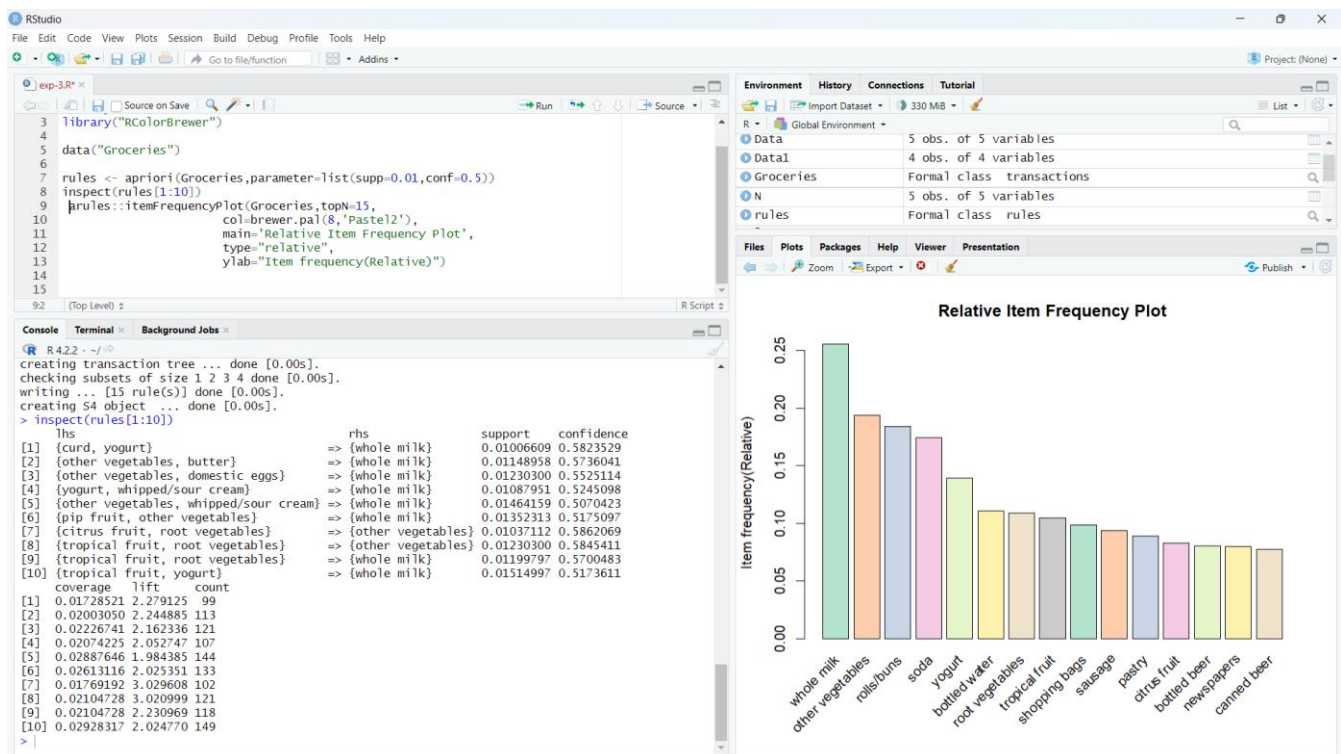 RStudio
File Edit Code View Plots Session Build Debug Profile Tools Help
Go to file/function
Addins
Project: (None)
exp-3.R*
Source on Save
Run
Source
3 library("RColorBrewer")
4
5 data("Groceries")
6
7 rules <- apriori(Groceries,parameter=list(supp=0.01,conf=0.5))
8 inspect(rules[1:10])
9 arules::itemFrequencyPlot(Groceries,topN=15,
10 col=brewer.pal(8,'Pastel2'),
11 main='Relative Item Frequency Plot',
12 type="relative",
13 ylab="Item frequency(Relative)")
14
15
9:2 (Top Level) R Script
Console Terminal Background Jobs
R 4.2.2 · ~/
creating transaction tree ... done [0.00s].
checking subsets of size 1 2 3 4 done [0.00s].
writing ... [15 rule(s)] done [0.00s].
creating S4 object ... done [0.00s].
> inspect(rules[1:10])
lhs rhs support confidence
[1] {curd, yogurt} => {whole milk} 0.01006609 0.5823529
[2] {other vegetables, butter} => {whole milk} 0.01148958 0.5736041
[3] {other vegetables, domestic eggs} => {whole milk} 0.01230300 0.5525114
[4] {yogurt, whipped/sour cream} => {whole milk} 0.01087951 0.5245098
[5] {other vegetables, whipped/sour cream} => {whole milk} 0.01464159 0.5070423
[6] {pip fruit, other vegetables} => {whole milk} 0.01352313 0.5175097
[7] {citrus fruit, root vegetables} => {other vegetables} 0.01037112 0.5862069
[8] {tropical fruit, root vegetables} => {other vegetables} 0.01230300 0.5845411
[9] {tropical fruit, root vegetables} => {whole milk} 0.01199797 0.5700483
[10] {tropical fruit, yogurt} => {whole milk} 0.01514997 0.5173611
coverage lift count
[1] 0.01728521 2.279125 99
[2] 0.02003050 2.244885 113
[3] 0.02226741 2.162336 121
[4] 0.02074225 2.052747 107
[5] 0.02887646 1.984385 144
[6] 0.02613116 2.025351 133
[7] 0.01769192 3.029608 102
[8] 0.02104728 3.020999 121
[9] 0.02104728 2.230969 118
[10] 0.02928317 2.024770 149
>
Environment History Connections Tutorial
Import Dataset 330 MiB List
R Global Environment
Data 5 obs. of 5 variables
Data1 4 obs. of 4 variables
Groceries Formal class transactions
N 5 obs. of 5 variables
rules Formal class rules
Files Plots Packages Help Viewer Presentation
Zoom Export Publish
Relative Item Frequency Plot
Item frequency(Relative)
0.25
0.20
0.15
0.10
0.05
0.00
whole milk
other vegetables
rolls/buns
soda
yogurt
bottled water
root vegetables
tropical fruit
shopping bags
sausage
pastry
citrus fruit
bottled beer
newspapers
canned beer